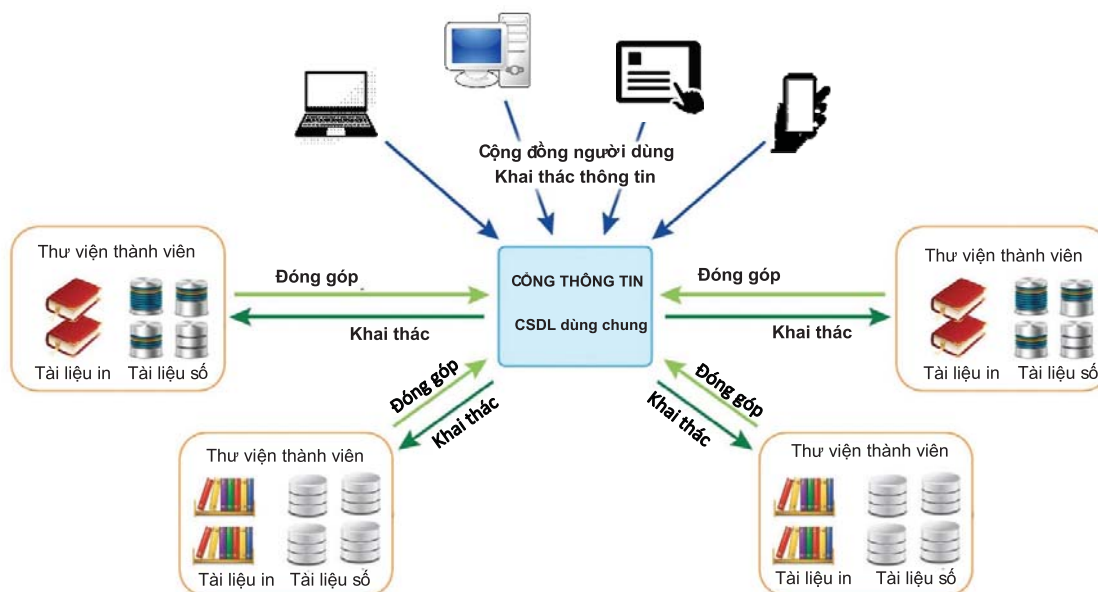 Cộng đồng người dùng
Khai thác thông tin
Thư viện thành viên
Tài liệu in Tài liệu số
Đóng góp
Khai thác
CỔNG THÔNG TIN
CSDL dùng chung
Đóng góp
Khai thác
Thư viện thành viên
Tài liệu in Tài liệu số
Đóng góp
Khai thác
Thư viện thành viên
Tài liệu in Tài liệu số
Đóng góp
Khai thác
Thư viện thành viên
Tài liệu in Tài liệu số